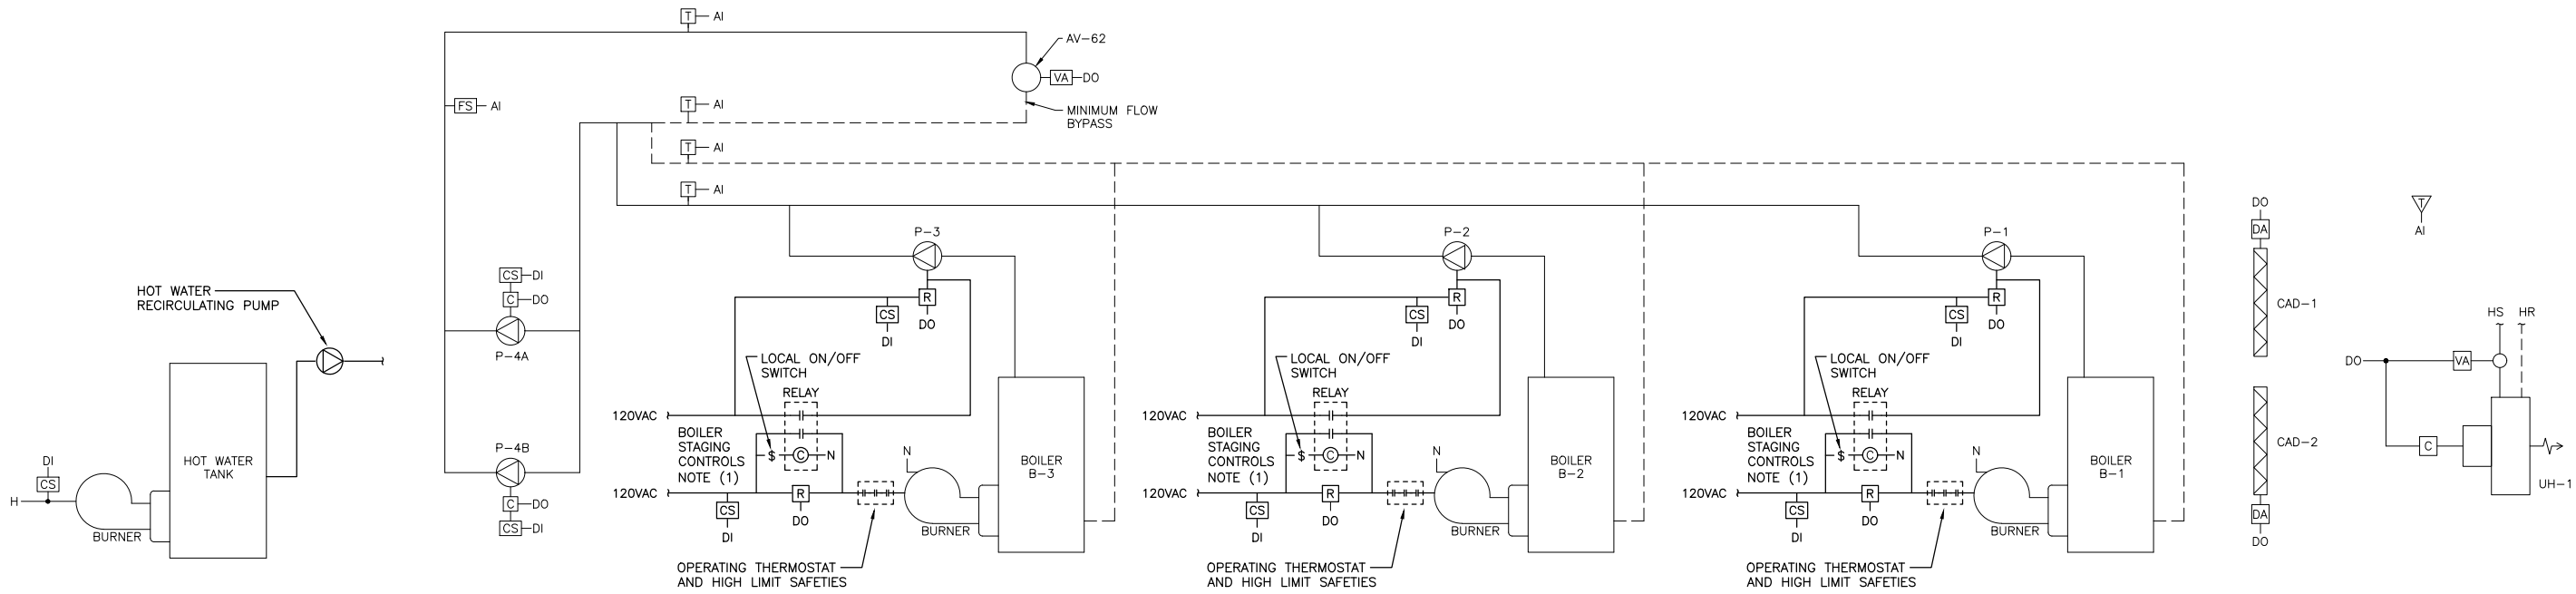 T AI
AV-62
VA DO
FS AI
T AI
MINIMUM FLOW
BYPASS
T AI
T AI
HOT WATER
RECIRCULATING PUMP
DI
CS
H
BURNER
HOT WATER
TANK
CS DI
C DO
P-4A
P-4B
C DO
CS DI
P-3
R
DO
CS
DI
LOCAL ON/OFF
SWITCH
RELAY
120VAC
BOILER
STAGING
CONTROLS
NOTE (1)
$ C N
120VAC
R
DO
CS
DI
N
BURNER
BOILER
B-3
OPERATING THERMOSTAT
AND HIGH LIMIT SAFETIES
P-2
R
DO
CS
DI
LOCAL ON/OFF
SWITCH
RELAY
120VAC
BOILER
STAGING
CONTROLS
NOTE (1)
$ C N
120VAC
R
DO
CS
DI
N
BURNER
BOILER
B-2
OPERATING THERMOSTAT
AND HIGH LIMIT SAFETIES
P-1
R
DO
CS
DI
LOCAL ON/OFF
SWITCH
RELAY
120VAC
BOILER
STAGING
CONTROLS
NOTE (1)
$ C N
120VAC
R
DO
CS
DI
N
BURNER
BOILER
B-1
OPERATING THERMOSTAT
AND HIGH LIMIT SAFETIES
DO
DA
CAD-1
CAD-2
DA
DO
T
AI
HS HR
DO
VA
C
UH-1